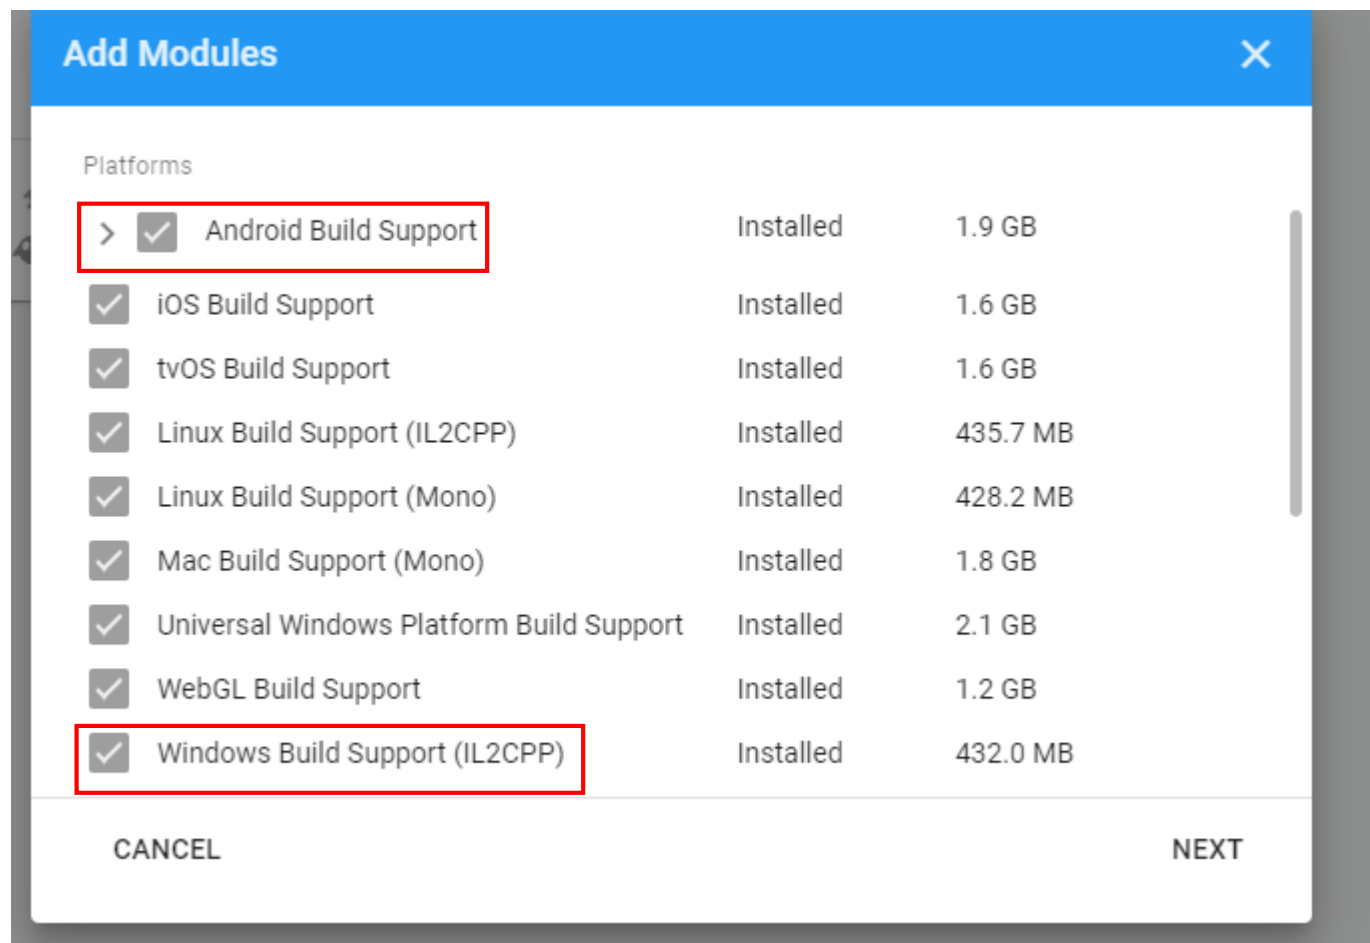 Add Modules
Platforms
Android Build Support Installed 1.9 GB
iOS Build Support Installed 1.6 GB
tvOS Build Support Installed 1.6 GB
Linux Build Support (IL2CPP) Installed 435.7 MB
Linux Build Support (Mono) Installed 428.2 MB
Mac Build Support (Mono) Installed 1.8 GB
Universal Windows Platform Build Support Installed 2.1 GB
WebGL Build Support Installed 1.2 GB
Windows Build Support (IL2CPP) Installed 432.0 MB
CANCEL NEXT